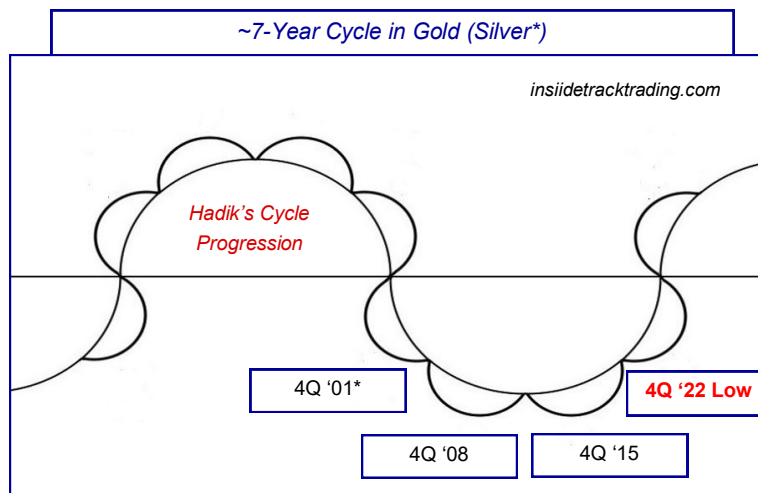 ~7-Year Cycle in Gold (Silver*)
insiidetracktrading.com
Hadik's Cycle
Progression
4Q '01*
4Q '22 Low
4Q '08
4Q '15